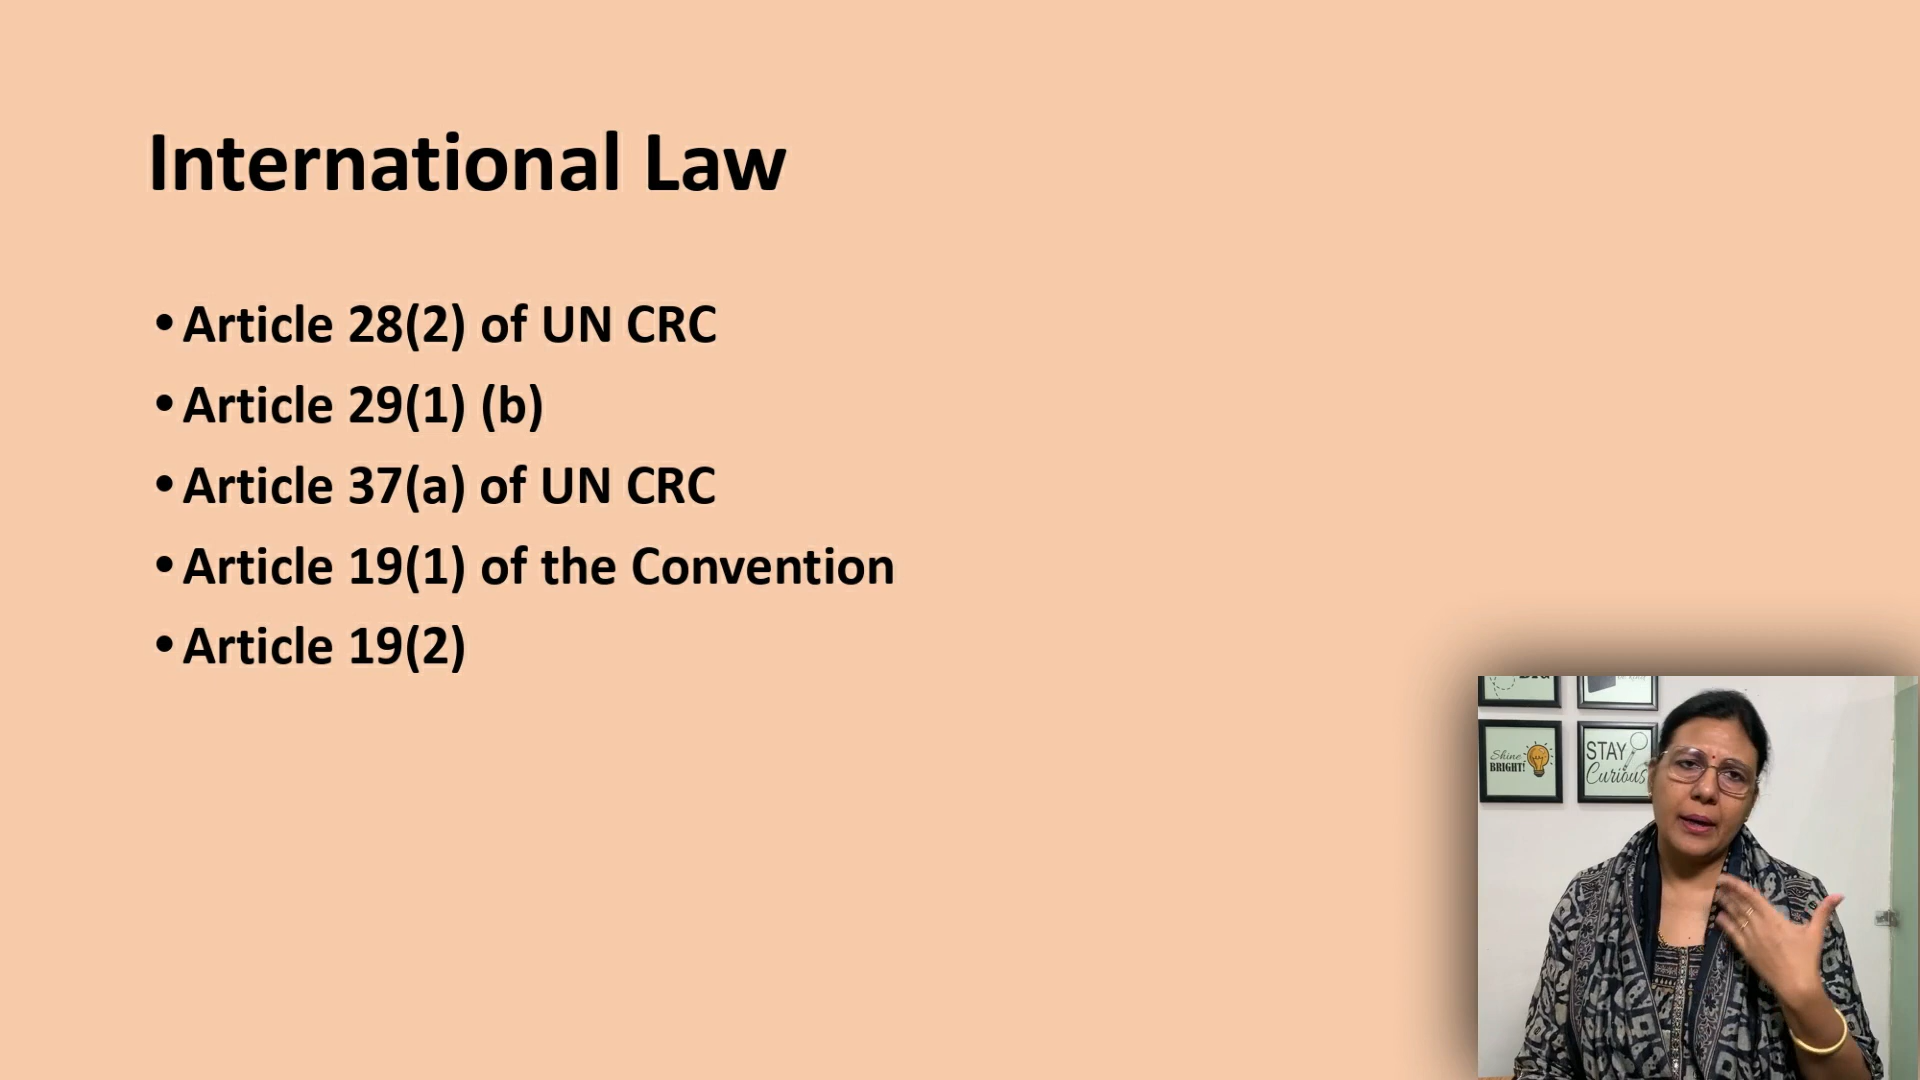 International Law
•Article 28(2) of UN CRC
•Article 29(1) (b)
•Article 37(a) of UN CRC
•Article 19(1) of the Convention
•Article 19(2)
Shine
BRIGHT!
STAY
Curious